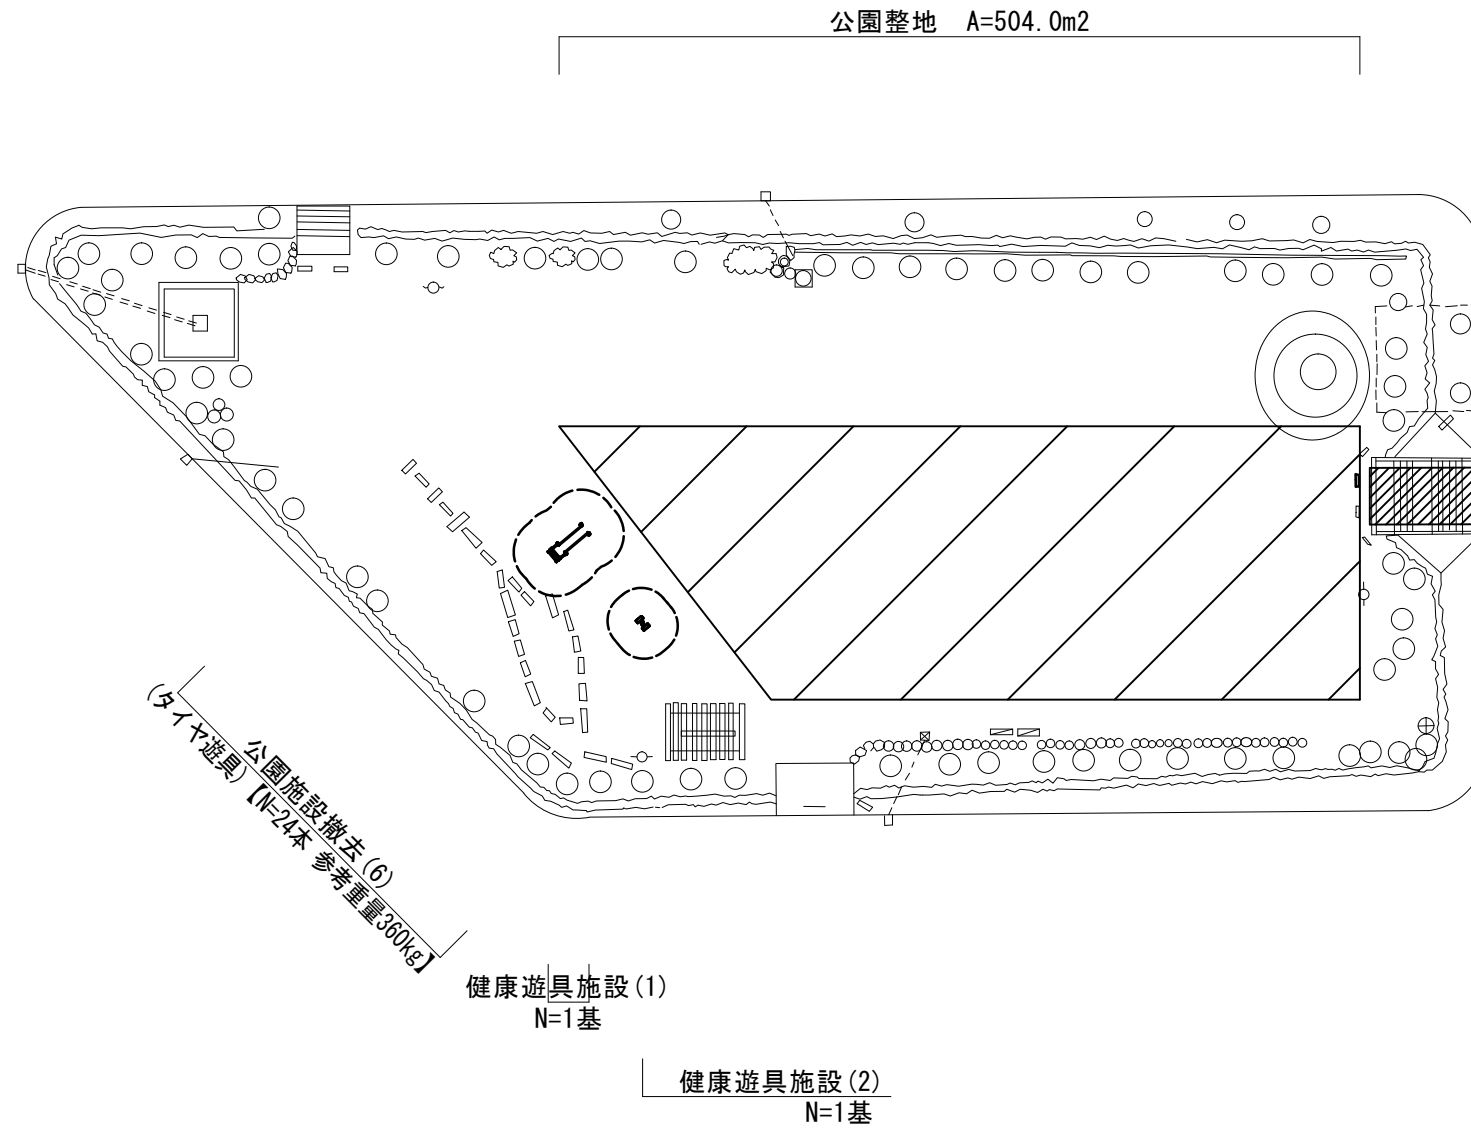 公園整地　A=504.0m2
公園施設撤去(6)
(タイヤ遊具)【N=24本 参考重量360kg】
健康遊具施設(1)
N=1基
健康遊具施設(2)
N=1基